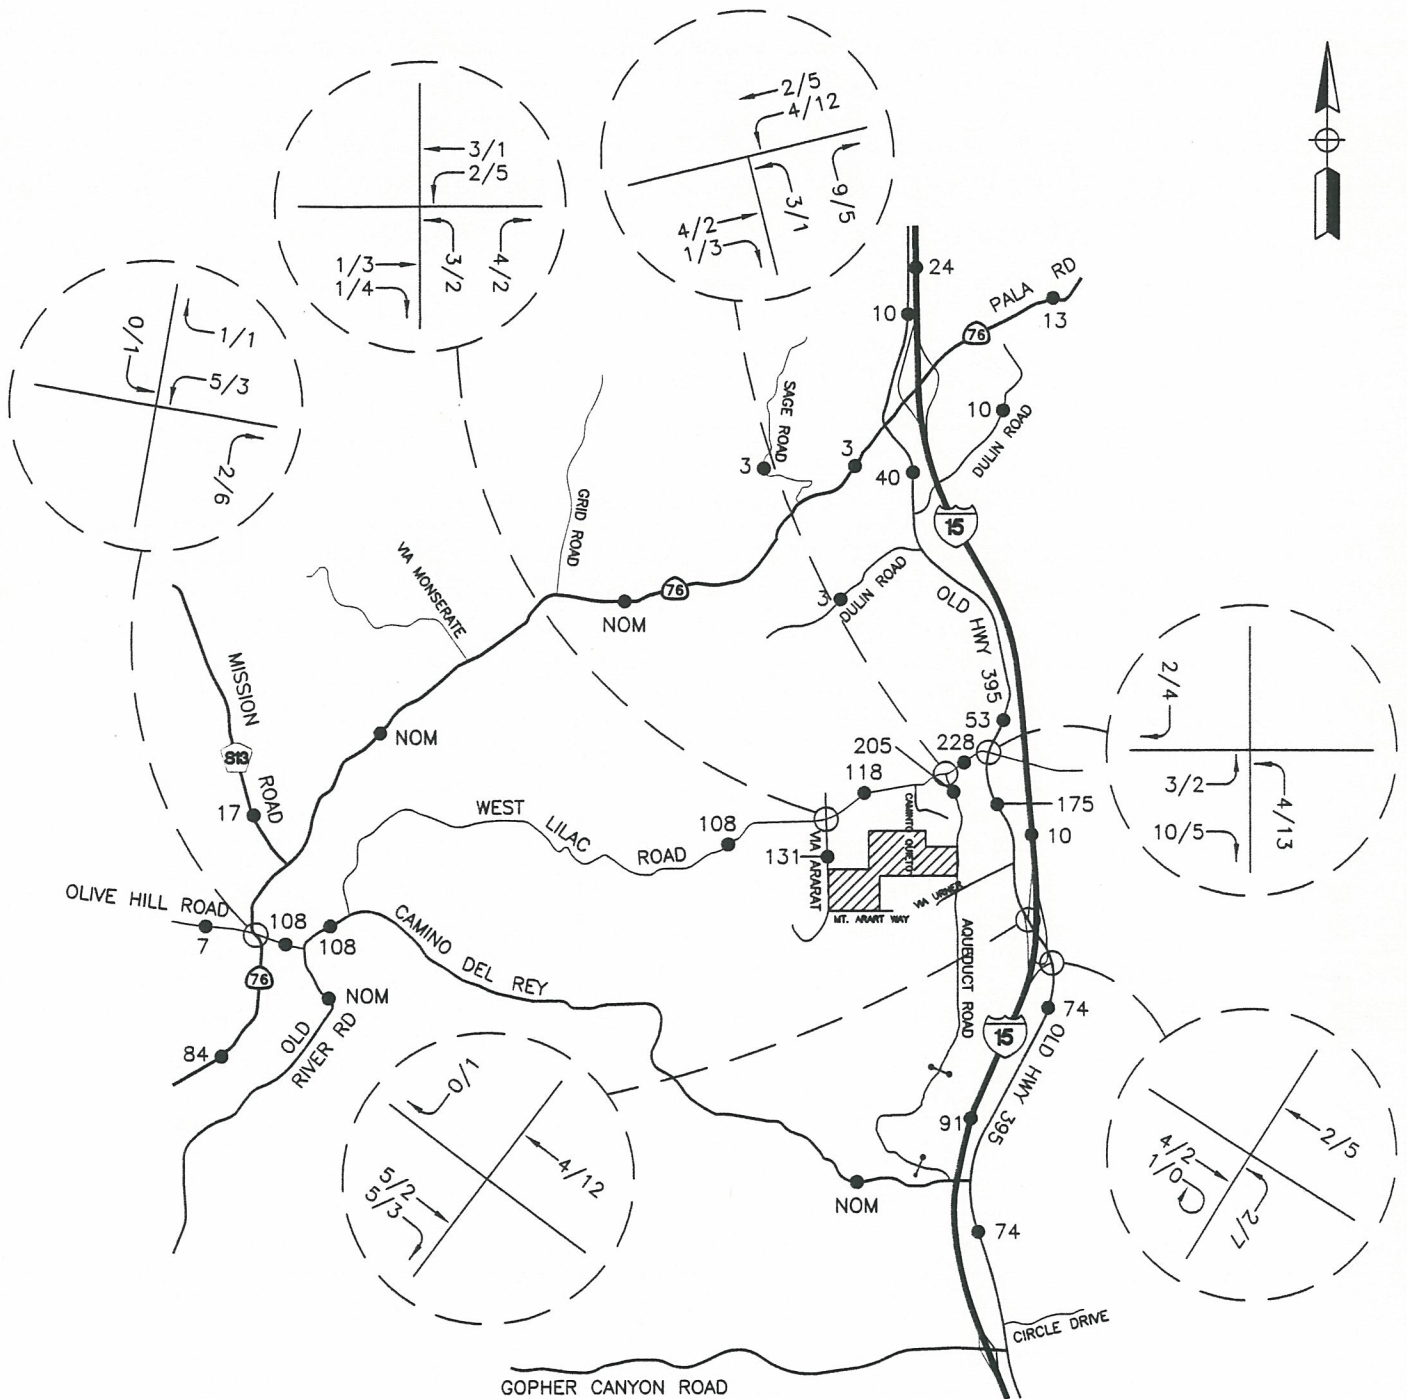 2/5
4/12
3/1
9/5
4/2
1/3
3/1
2/5
1/3
1/4
3/2
4/2
0/1
1/1
5/3
2/6
24
10
PALA RD
13
76
10
DULIN ROAD
SAGE ROAD
3
3
40
15
GRID ROAD
VIA MONSERATE
76
NOM
3
DULIN ROAD
OLD HWY 395
MISSION ROAD
S13
17
NOM
53
205
228
118
175
10
WEST LILAC ROAD
108
131
VIA ARARAT
CAMINTO QUIETO
VIA URNER
MT. ARART WAY
AQUEDUCT ROAD
2/4
3/2
10/5
4/13
OLIVE HILL ROAD
7
108
108
76
NOM
84
OLD RIVER RD
CAMINO DEL REY
15
74
OLD HWY 395
91
NOM
74
0/1
4/12
5/2
5/3
2/5
4/2
1/0
2/7
CIRCLE DRIVE
GOPHER CANYON ROAD